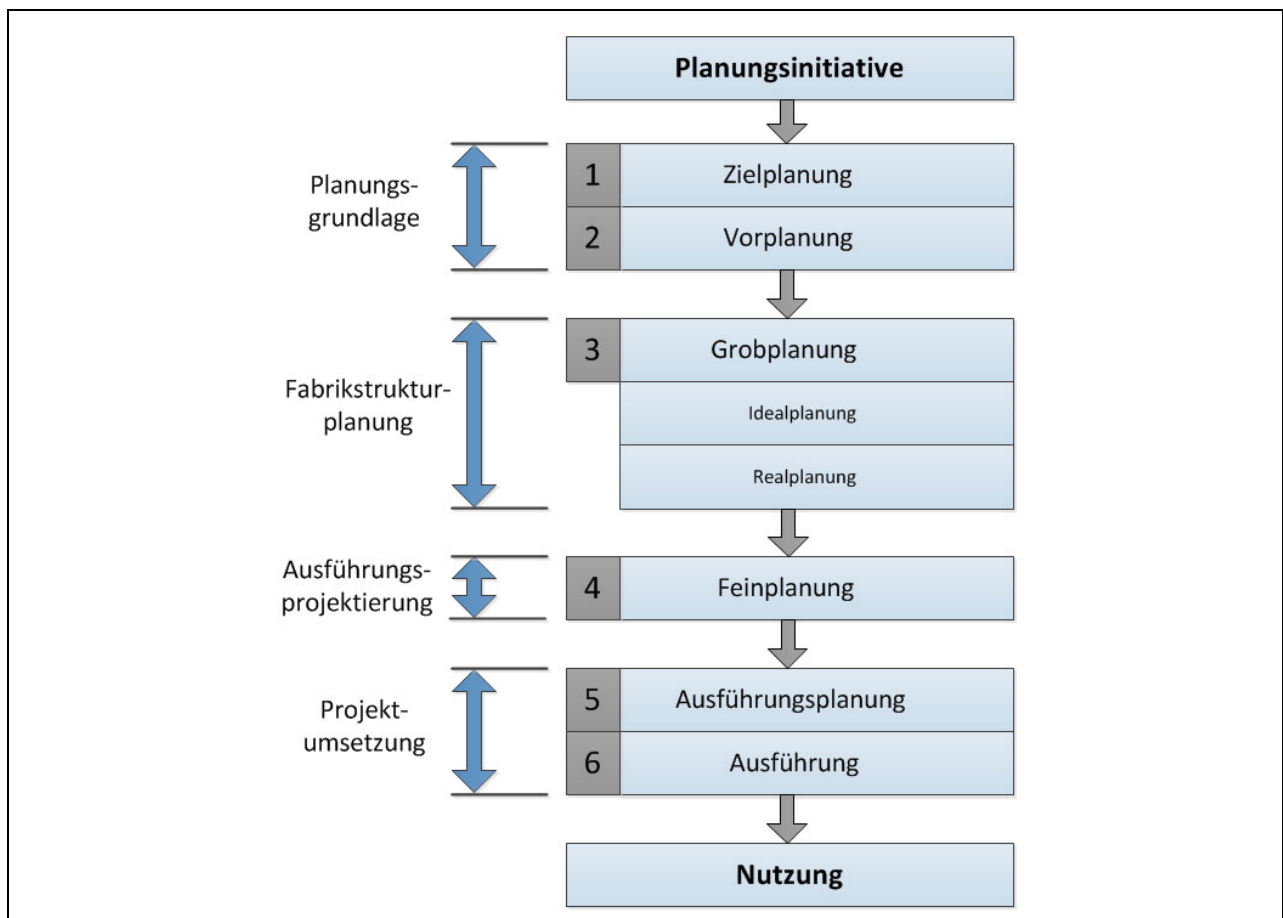 Planungsinitiative
Planungs-
grundlage
1
Zielplanung
2
Vorplanung
Fabrikstruktur-
planung
3
Grobplanung
Idealplanung
Realplanung
Ausführungs-
projektierung
4
Feinplanung
Projekt-
umsetzung
5
Ausführungsplanung
6
Ausführung
Nutzung